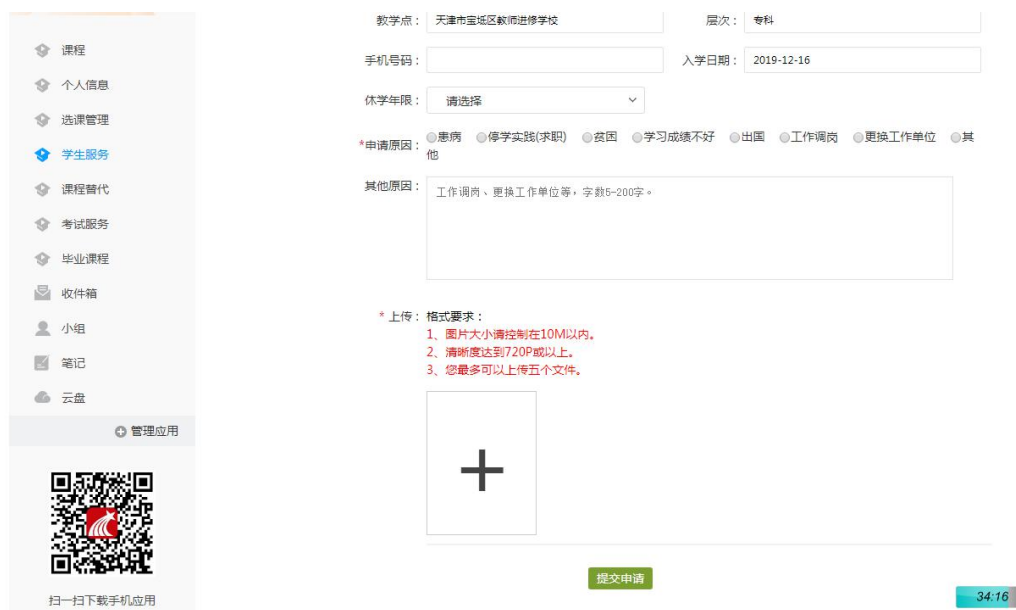 教学点： 天津市宝坻区教师进修学校 层次： 专科
课程
手机号码： 入学日期： 2019-12-16
个人信息
休学年限： 请选择
选课管理
*申请原因： 患病 停学实践(求职) 贫困 学习成绩不好 出国 工作调岗 更换工作单位 其
他
学生服务
课程替代
其他原因： 工作调岗、更换工作单位等，字数5-200字。
考试服务
毕业课程
收件箱
* 上传： 格式要求：
小组
1、图片大小请控制在10M以内。
2、清晰度达到720P或以上。
笔记
3、您最多可以上传五个文件。
云盘
管理应用
提交申请
扫一扫下载手机应用
34:16